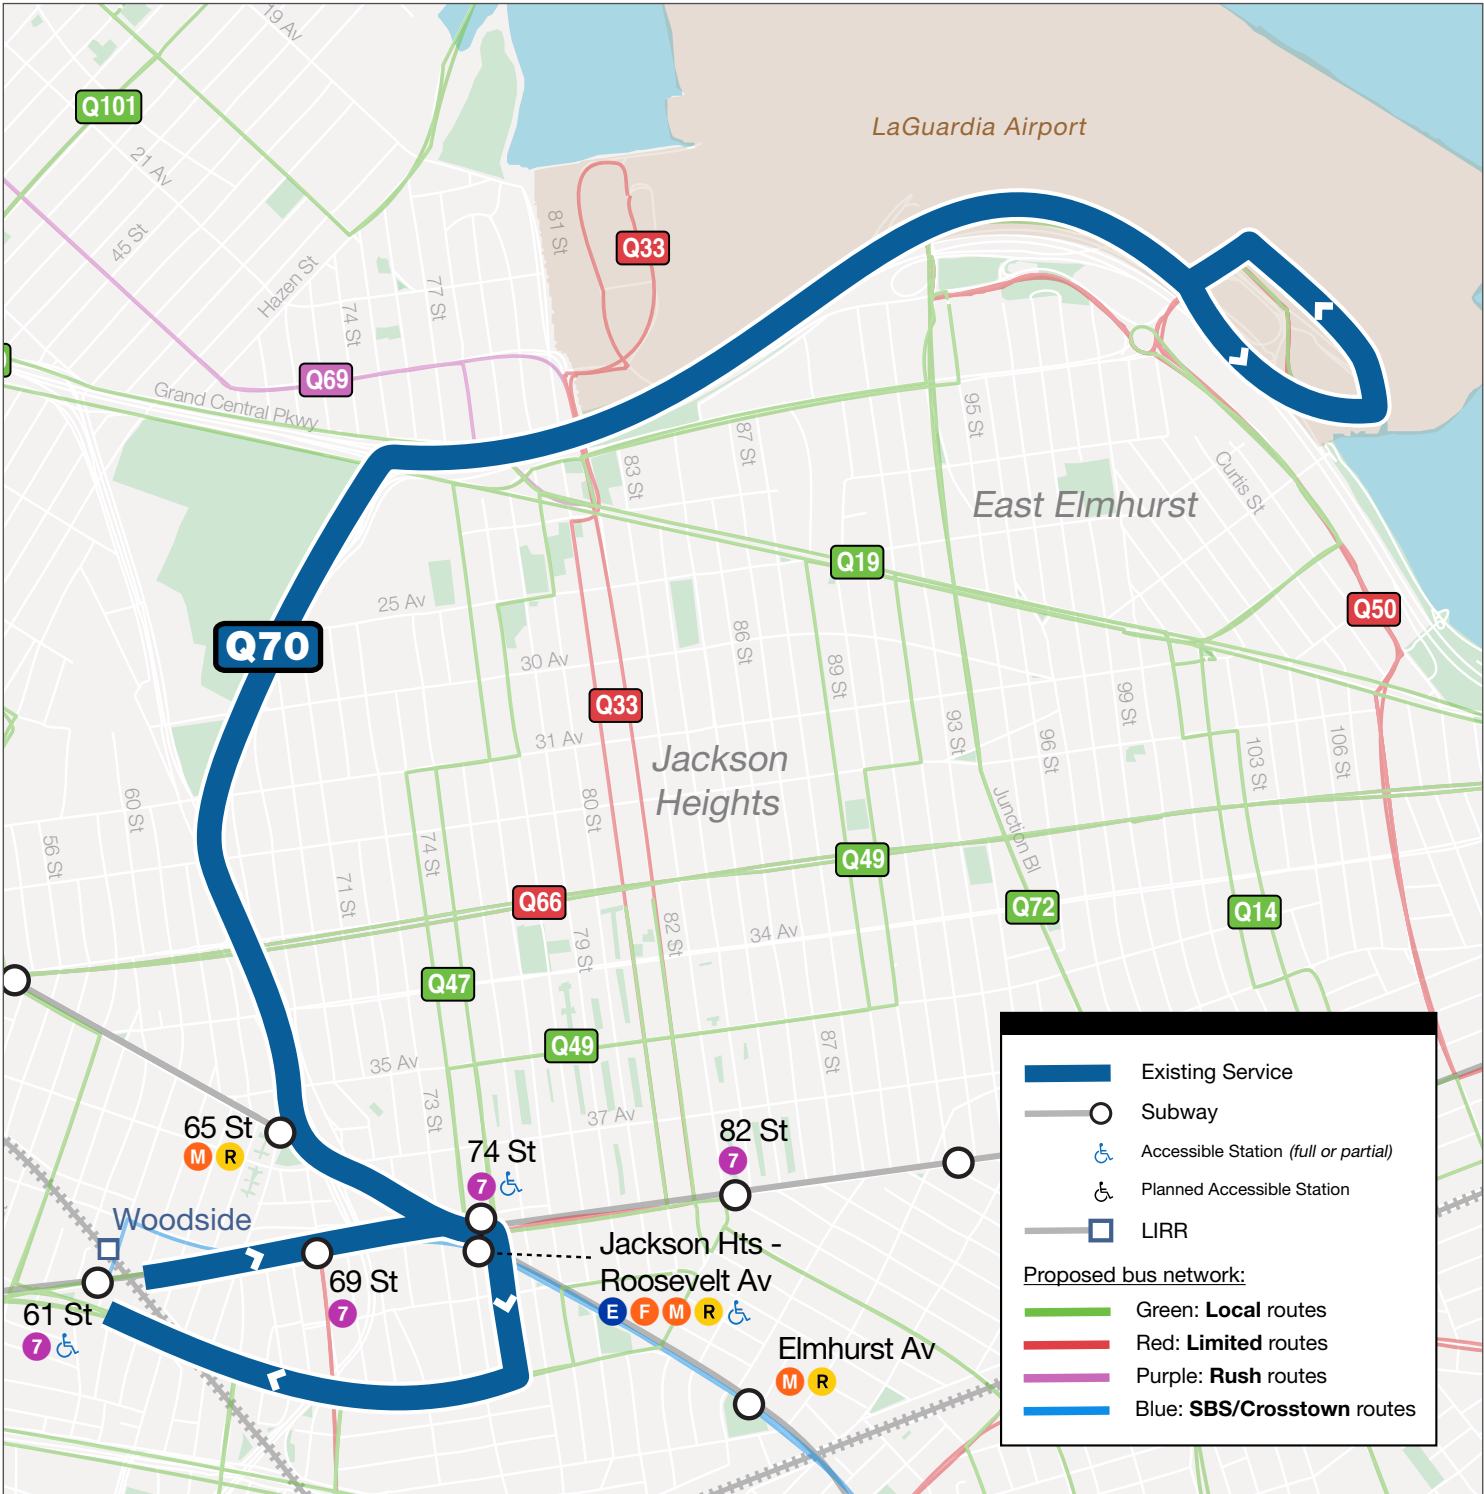 19 Av
Q101
LaGuardia Airport
21 Av
45 St
81 St
Q33
Hazen St
77 St
74 St
Q69
Grand Central Pkwy
95 St
87 St
83 St
Curtis St
East Elmhurst
Q19
25 Av
Q50
86 St
Q70
30 Av
89 St
99 St
Q33
31 Av
93 St
96 St
103 St
106 St
Jackson
Heights
60 St
80 St
Junction Bl
56 St
74 St
Q49
71 St
Q66
Q72
Q14
79 St
82 St
34 Av
Q47
Q49
35 Av
87 St
73 St
37 Av
65 St
M R
74 St
7
82 St
7
Woodside
Jackson Hts -
Roosevelt Av
E F M R
69 St
7
61 St
7
Elmhurst Av
M R
Existing Service
Subway
Accessible Station (full or partial)
Planned Accessible Station
LIRR
Proposed bus network:
Green: Local routes
Red: Limited routes
Purple: Rush routes
Blue: SBS/Crosstown routes